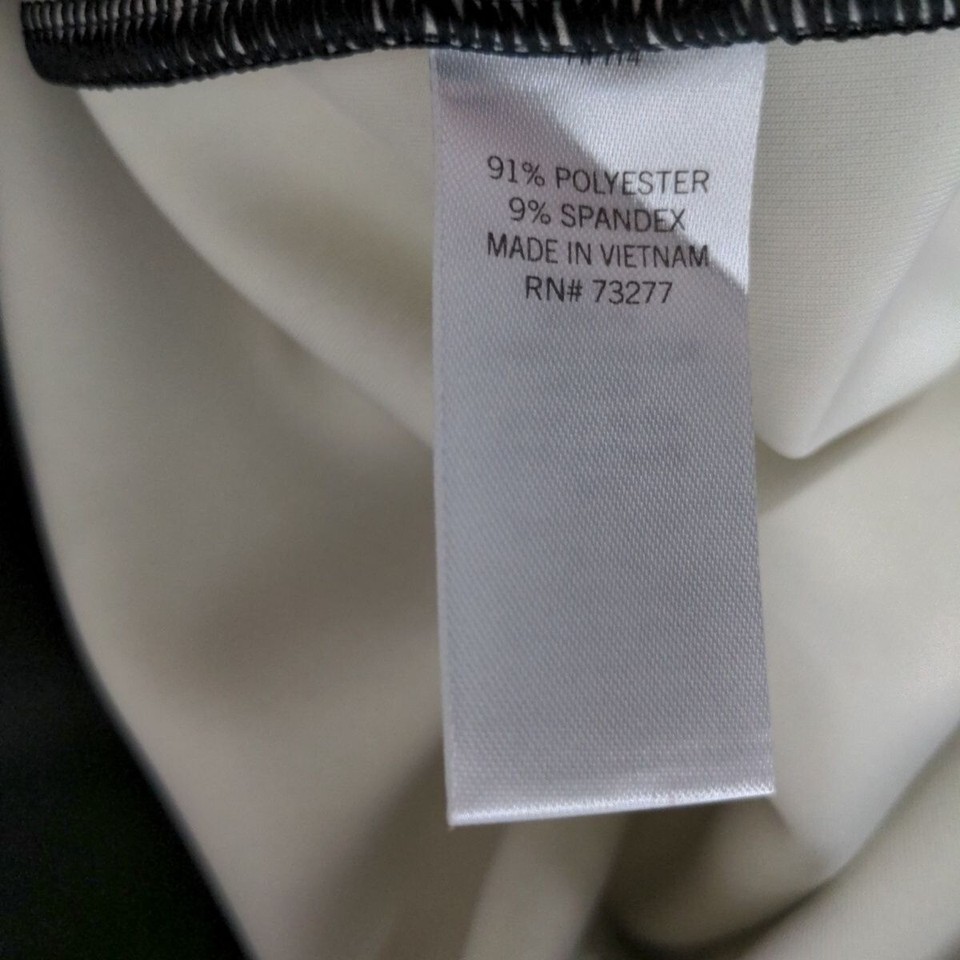 91% POLYESTER
9% SPANDEX
MADE IN VIETNAM
RN# 73277